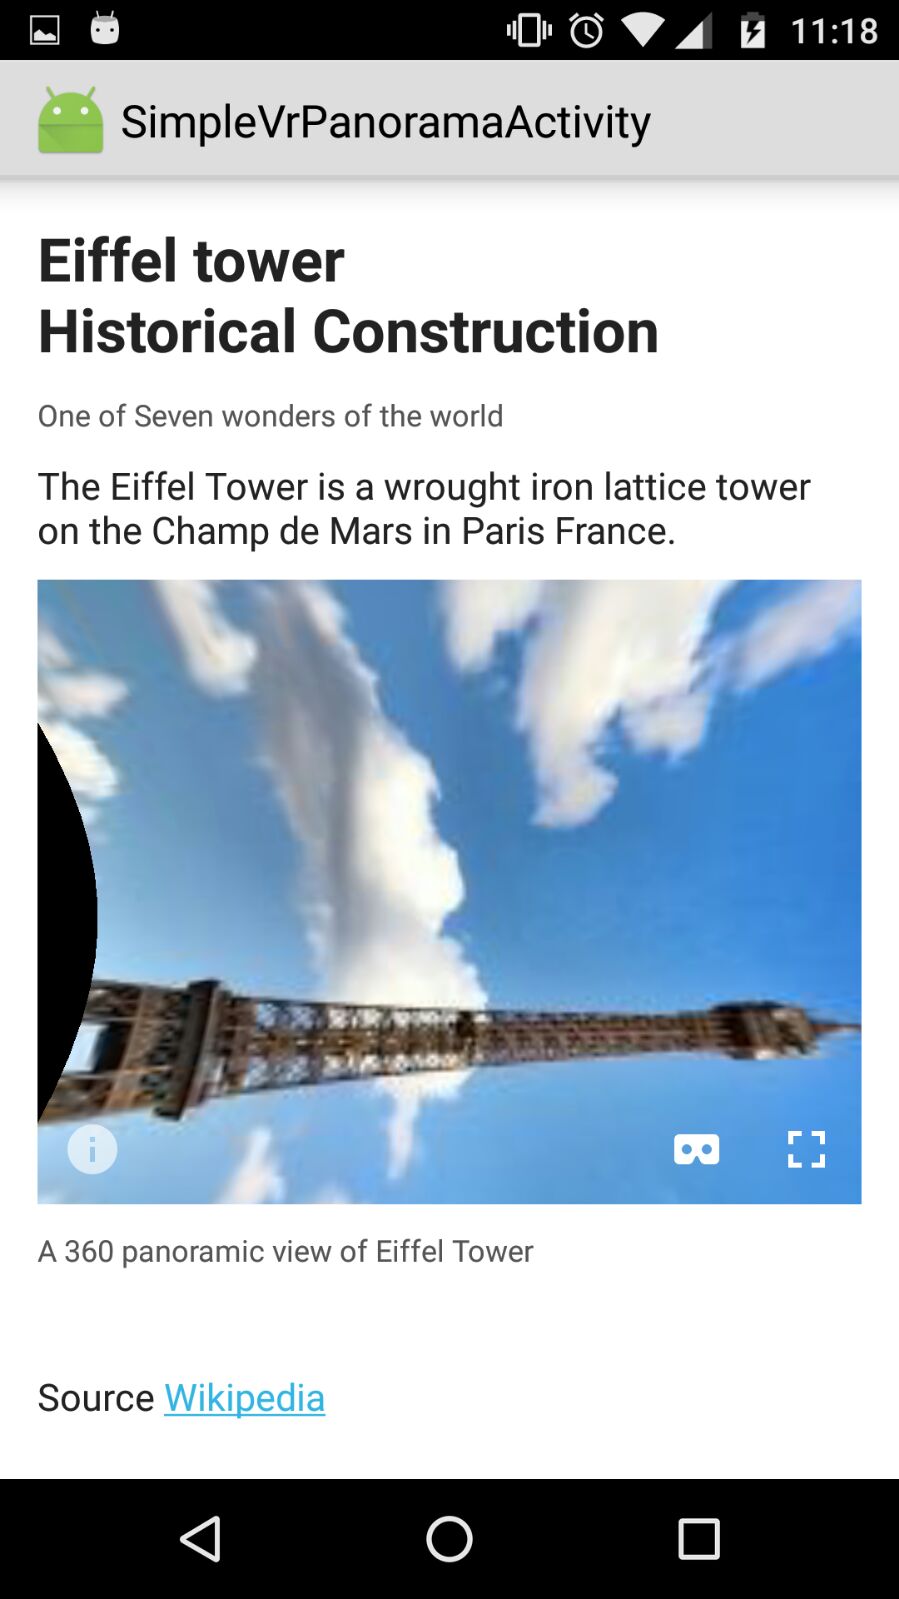 11:18
SimpleVrPanoramaActivity
Eiffel tower
Historical Construction
One of Seven wonders of the world
The Eiffel Tower is a wrought iron lattice tower
on the Champ de Mars in Paris France.
A 360 panoramic view of Eiffel Tower
Source Wikipedia